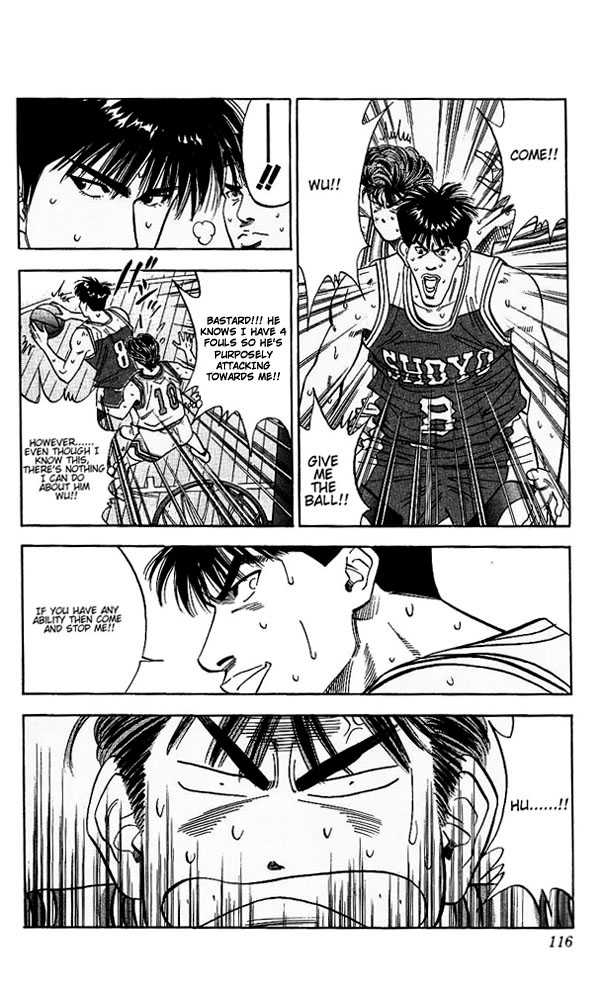 COME!!
WU!!
SHOYO
8
GIVE
ME
THE
BALL!!
!!
BASTARD!!! HE
KNOWS I HAVE 4
FOULS SO HE'S
PURPOSELY
ATTACKING
TOWARDS ME!!
8
10
HOWEVER......
EVEN THOUGH I
KNOW THIS,
THERE'S NOTHING
I CAN DO
ABOUT HIM
WU!!
IF YOU HAVE ANY
ABILITY THEN COME
AND STOP ME!!
HU......!!
116